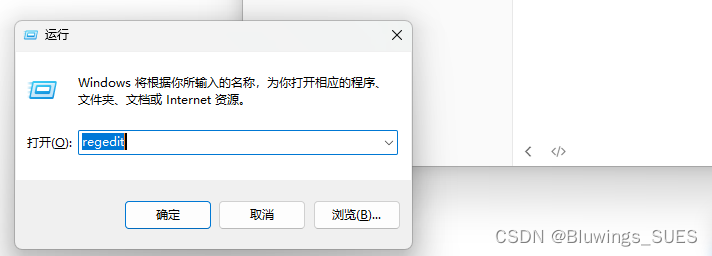 运行
Windows 将根据你所输入的名称，为你打开相应的程序、
文件夹、文档或 Internet 资源。
打开(O): regedit
确定 取消 浏览(B)...
CSDN @Bluwings_SUES